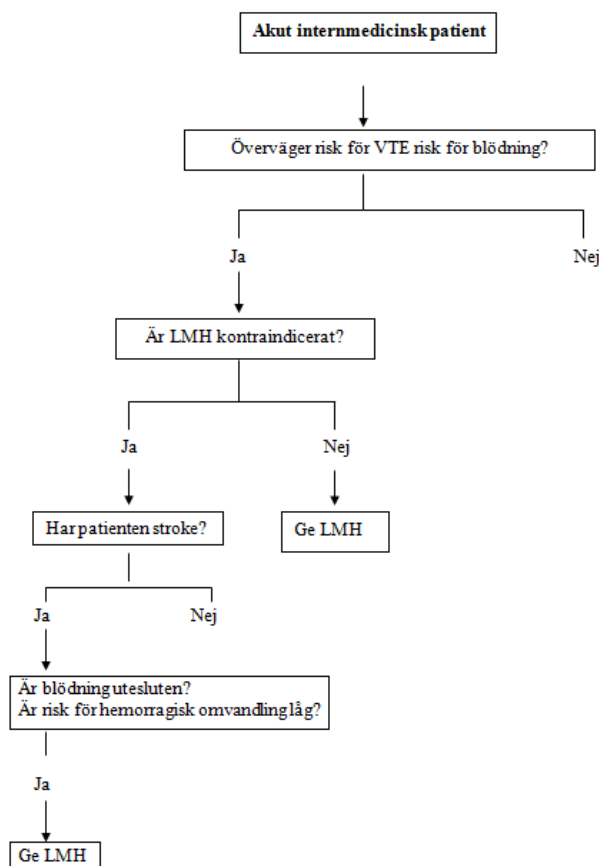 Akut internmedicinsk patient
Överväger risk för VTE risk för blödning?
Ja
Nej
Är LMH kontraindicerat?
Ja
Nej
Har patienten stroke?
Ge LMH
Ja
Nej
Är blödning utesluten?
Är risk för hemorragisk omvandling låg?
Ja
Ge LMH